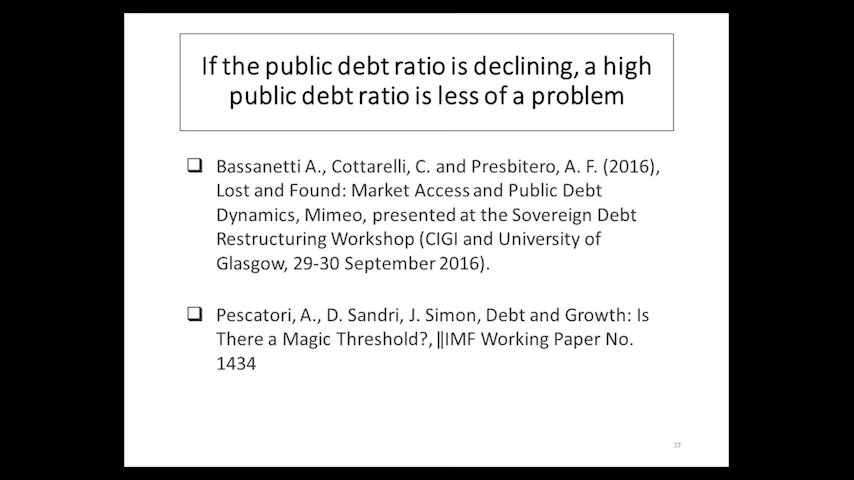 If the public debt ratio is declining, a high
public debt ratio is less of a problem
Bassanetti A., Cottarelli, C. and Presbitero, A. F. (2016),
Lost and Found: Market Access and Public Debt
Dynamics, Mimeo, presented at the Sovereign Debt
Restructuring Workshop (CIGI and University of
Glasgow, 29-30 September 2016).
Pescatori, A., D. Sandri, J. Simon, Debt and Growth: Is
There a Magic Threshold?, ‖IMF Working Paper No.
1434
37